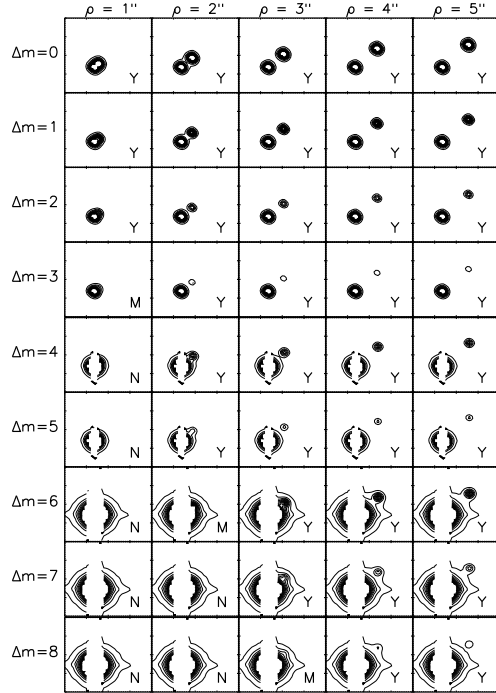 ρ = 1" ρ = 2" ρ = 3" ρ = 4" ρ = 5"
Δm=0 Y Y Y Y Y
Δm=1 Y Y Y Y Y
Δm=2 Y Y Y Y Y
Δm=3 M Y Y Y Y
Δm=4 N Y Y Y Y
Δm=5 N Y Y Y Y
Δm=6 N M Y Y Y
Δm=7 N N Y Y Y
Δm=8 N N M Y Y